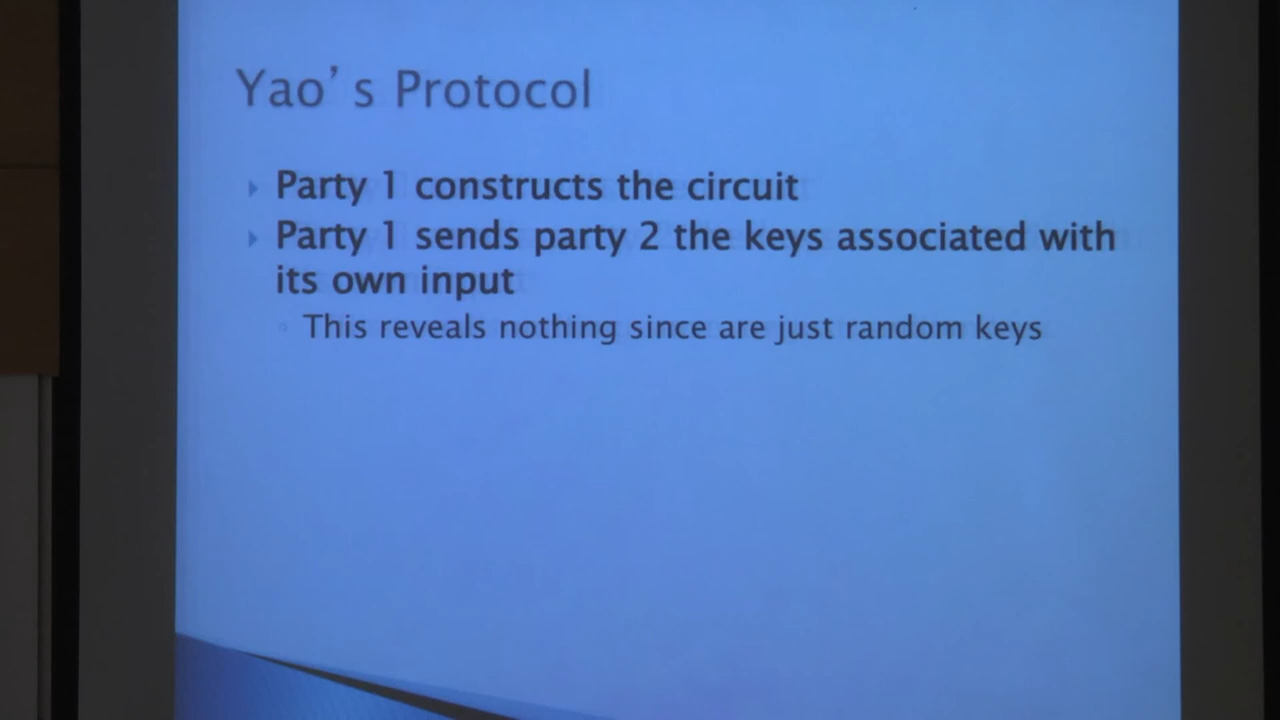 Yao's Protocol
Party 1 constructs the circuit
Party 1 sends party 2 the keys associated with
its own input
This reveals nothing since are just random keys